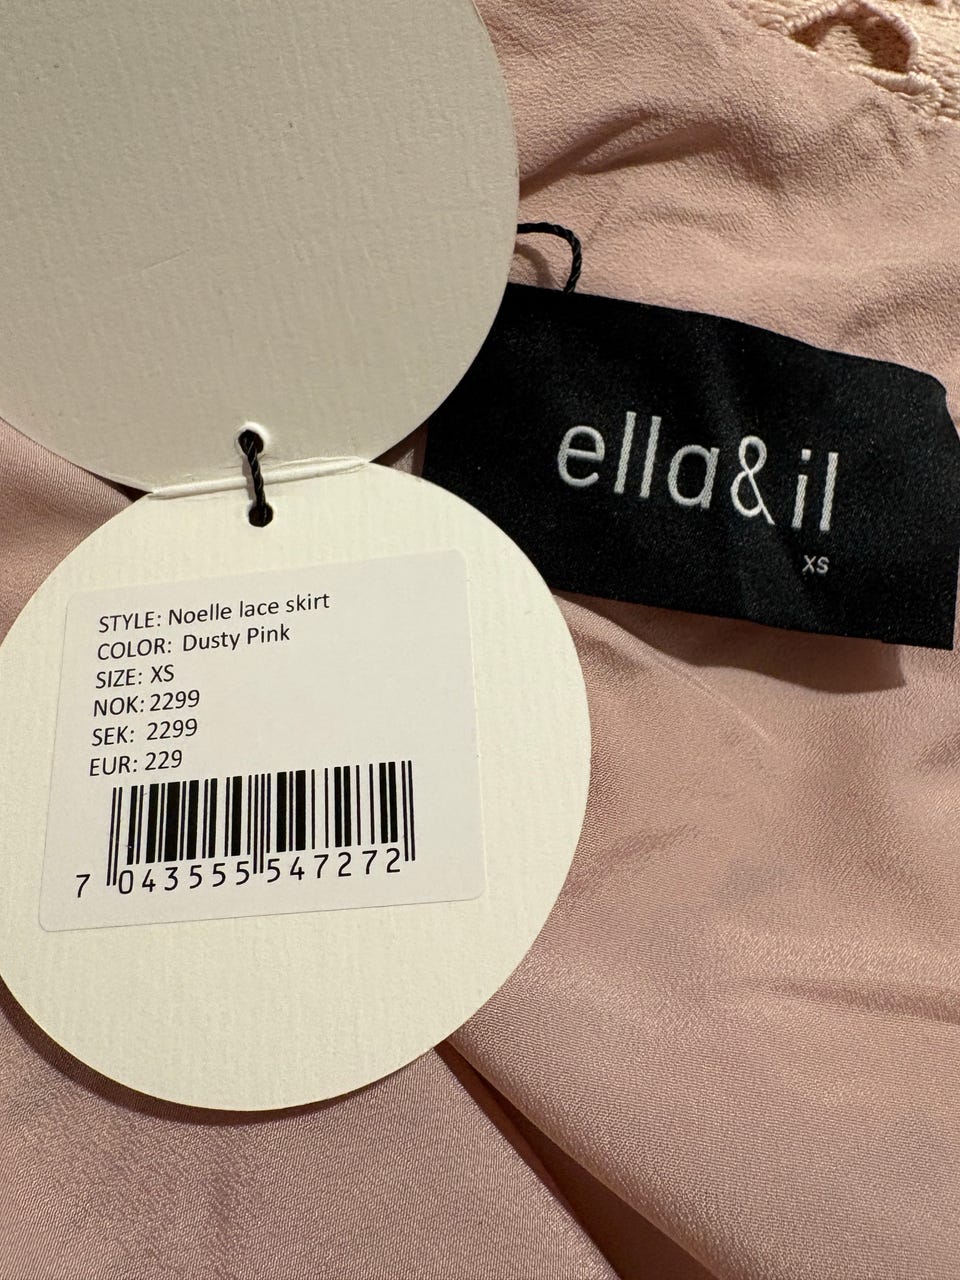 ella&il
XS
STYLE: Noelle lace skirt
COLOR: Dusty Pink
SIZE: XS
NOK: 2299
SEK: 2299
EUR: 229
7 043555 547272